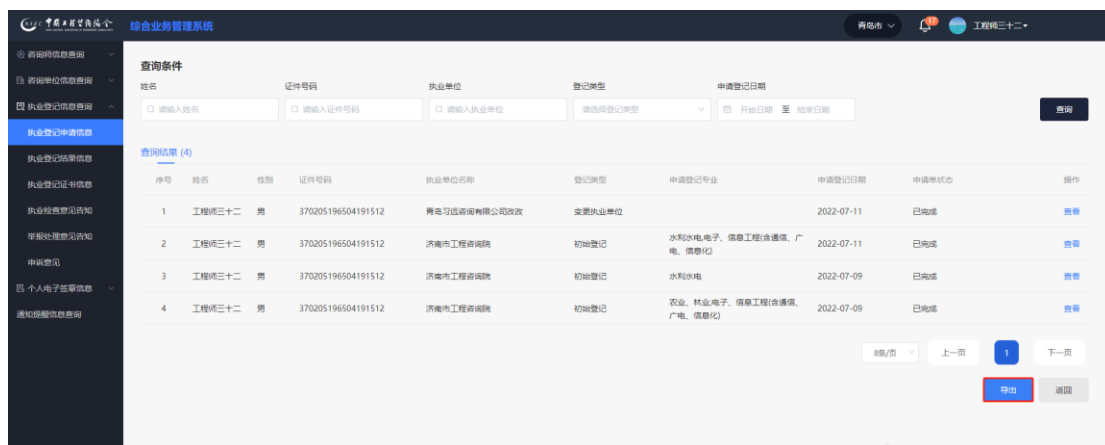 中国工程咨询协会 综合业务管理系统 青岛市 17 工程师三十二
咨询师信息查询
咨询单位信息查询
执业登记信息查询
执业登记申请信息
执业登记结果信息
执业登记证书信息
执业检查意见告知
举报处理意见告知
申诉意见
个人电子签章信息
通知提醒信息查询
查询条件
姓名 证件号码 执业单位 登记类型 申请登记日期
请输入姓名 请输入证件号码 请输入执业单位 请选择登记类型 开始日期 至 结束日期 查询
查询结果 (4)
序号 姓名 性别 证件号码 执业单位名称 登记类型 申请登记专业 申请登记日期 申请单状态 操作
1 工程师三十二 男 370205196504191512 青岛习远咨询有限公司改改 变更执业单位 2022-07-11 已完成 查看
2 工程师三十二 男 370205196504191512 济南市工程咨询院 初始登记 水利水电,电子、信息工程(含通信、广
电、信息化) 2022-07-11 已完成 查看
3 工程师三十二 男 370205196504191512 济南市工程咨询院 初始登记 水利水电 2022-07-09 已完成 查看
4 工程师三十二 男 370205196504191512 济南市工程咨询院 初始登记 农业、林业,电子、信息工程(含通信、
广电、信息化) 2022-07-09 已完成 查看
8条/页 上一页 1 下一页
导出 返回